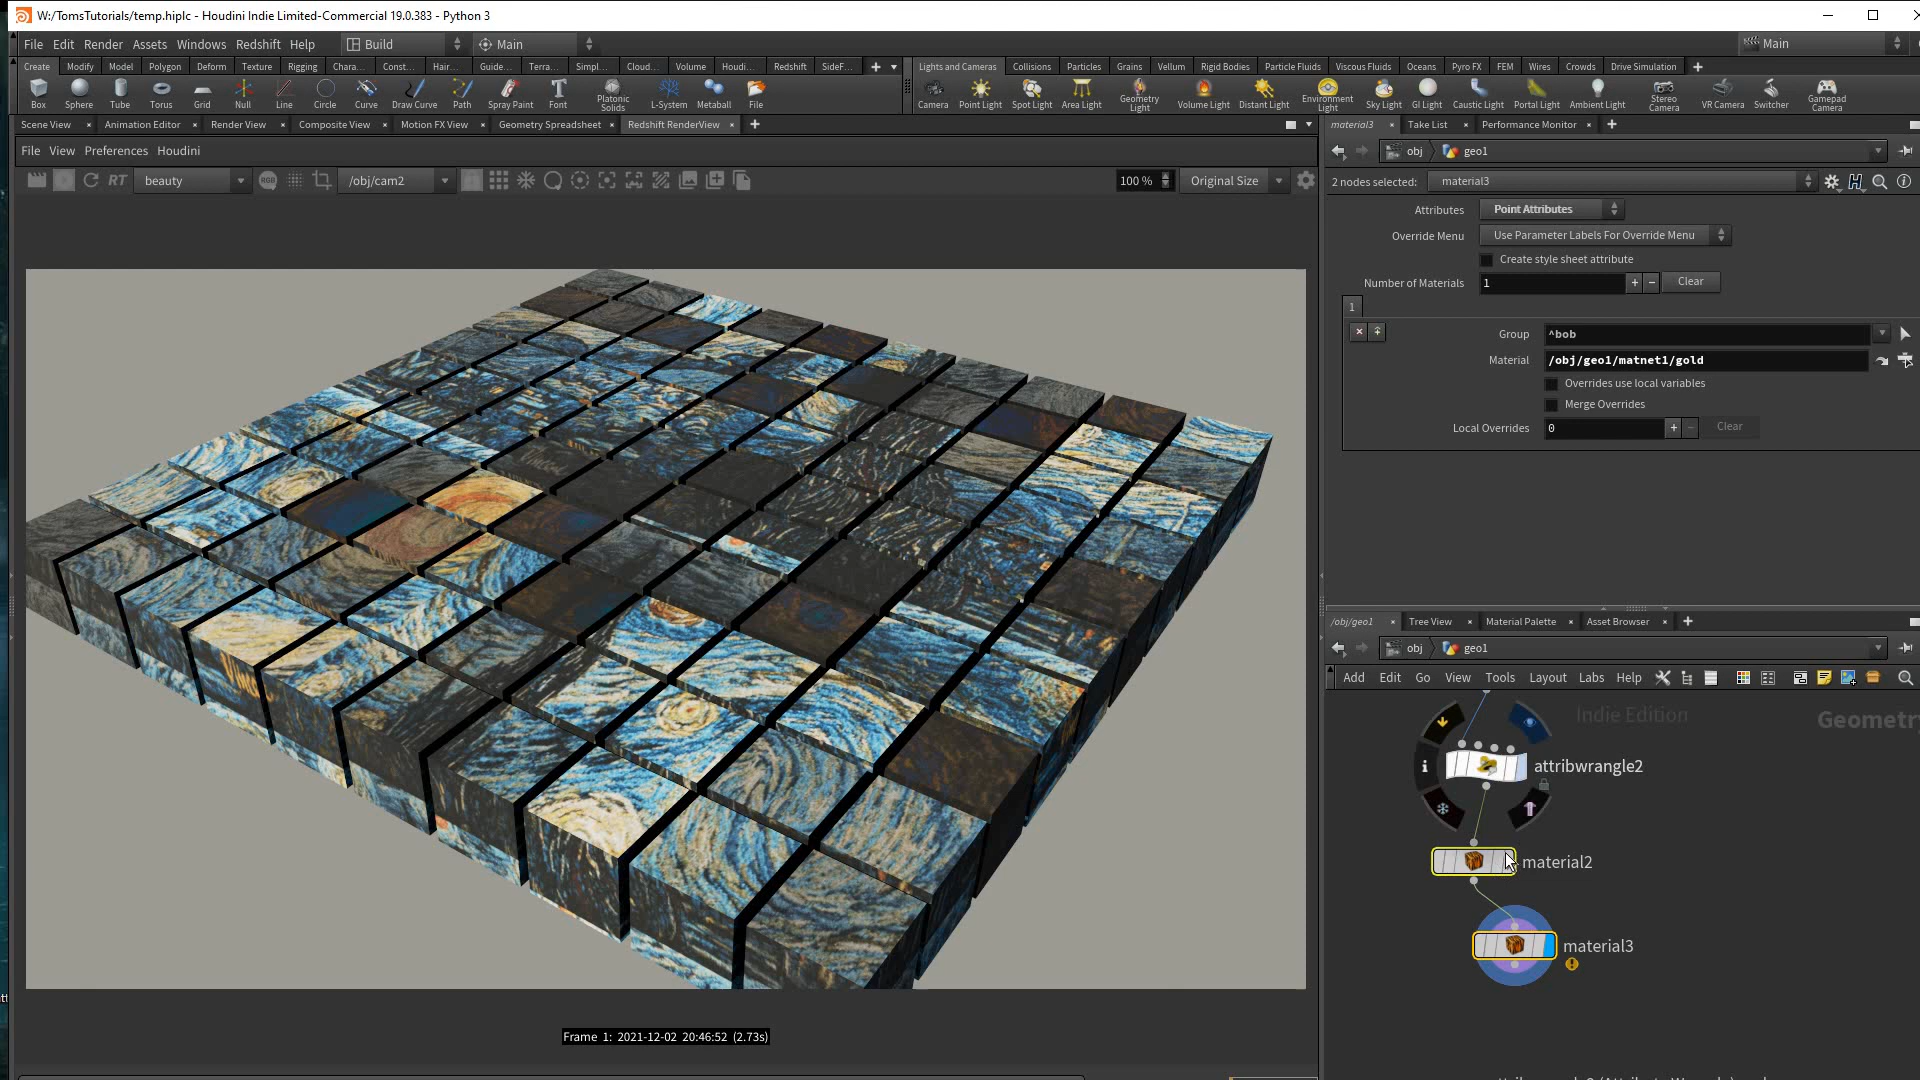 W:/TomsTutorials/temp.hiplc - Houdini Indie Limited-Commercial 19.0.383 - Python 3
File Edit Render Assets Windows Redshift Help Build Main Main
Create Modify Model Polygon Deform Texture Rigging Chara... Const... Hair... Guide... Terra... Simpl... Cloud... Volume Houdi... Redshift SideF... Lights and Cameras Collisions Particles Grains Vellum Rigid Bodies Particle Fluids Viscous Fluids Oceans Pyro FX FEM Wires Crowds Drive Simulation
Box Sphere Tube Torus Grid Null Line Circle Curve Draw Curve Path Spray Paint Font Platonic Solids L-System Metaball File Camera Point Light Spot Light Area Light Geometry Light Volume Light Distant Light Environment Light Sky Light GI Light Caustic Light Portal Light Ambient Light Stereo Camera VR Camera Switcher Gamepad Camera
Scene View Animation Editor Render View Composite View Motion FX View Geometry Spreadsheet Redshift RenderView material3 Take List Performance Monitor
File View Preferences Houdini
obj geo1
RT beauty RGB /obj/cam2 100 % Original Size
2 nodes selected: material3
Attributes Point Attributes
Override Menu Use Parameter Labels For Override Menu
Create style sheet attribute
Number of Materials 1 Clear
1
Group ^bob
Material /obj/geo1/matnet1/gold
Overrides use local variables
Merge Overrides
Local Overrides 0 Clear
/obj/geo1 Tree View Material Palette Asset Browser
obj geo1
Add Edit Go View Tools Layout Labs Help
Indie Edition Geometry
attribwrangle2
material2
material3
Frame 1: 2021-12-02 20:46:52 (2.73s)